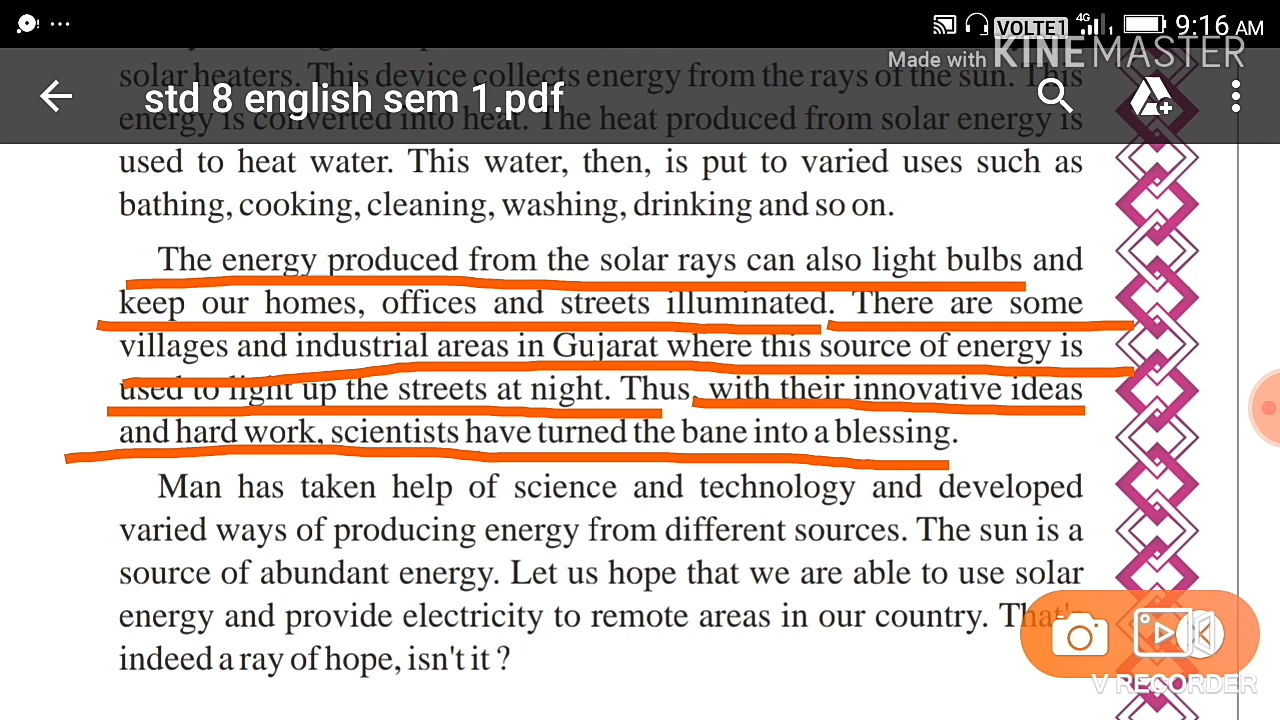 VOLTE1 4G 1 9:16 AM
Made with KINEMASTER
std 8 english sem 1.pdf
solar heaters. This device collects energy from the rays of the sun. This
energy is converted into heat. The heat produced from solar energy is
used to heat water. This water, then, is put to varied uses such as
bathing, cooking, cleaning, washing, drinking and so on.
The energy produced from the solar rays can also light bulbs and
keep our homes, offices and streets illuminated. There are some
villages and industrial areas in Gujarat where this source of energy is
used to light up the streets at night. Thus, with their innovative ideas
and hard work, scientists have turned the bane into a blessing.
Man has taken help of science and technology and developed
varied ways of producing energy from different sources. The sun is a
source of abundant energy. Let us hope that we are able to use solar
energy and provide electricity to remote areas in our country. That's
indeed a ray of hope, isn't it ?
V RECORDER